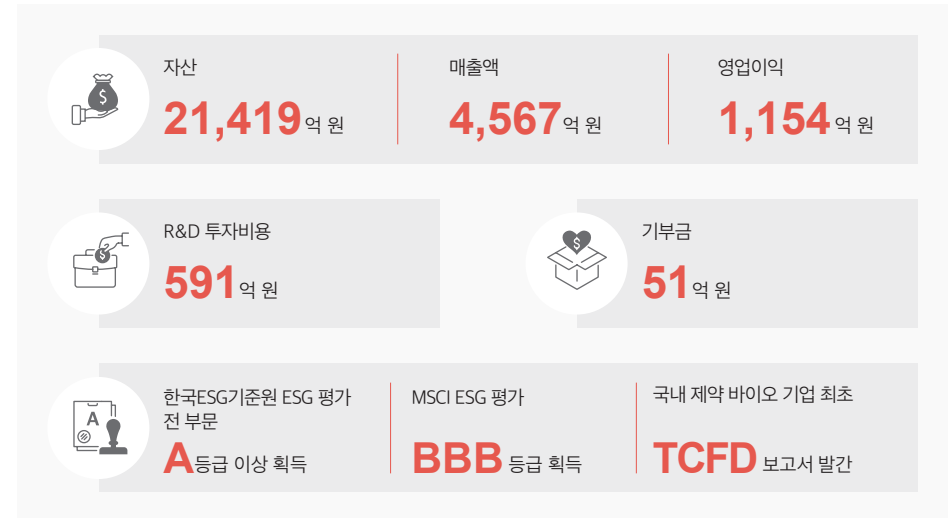 자산
21,419억 원
매출액
4,567억 원
영업이익
1,154억 원
R&D 투자비용
591억 원
기부금
51억 원
한국ESG기준원 ESG 평가
전 부문
A등급 이상 획득
MSCI ESG 평가
BBB 등급 획득
국내 제약 바이오 기업 최초
TCFD 보고서 발간
$
$
$
A